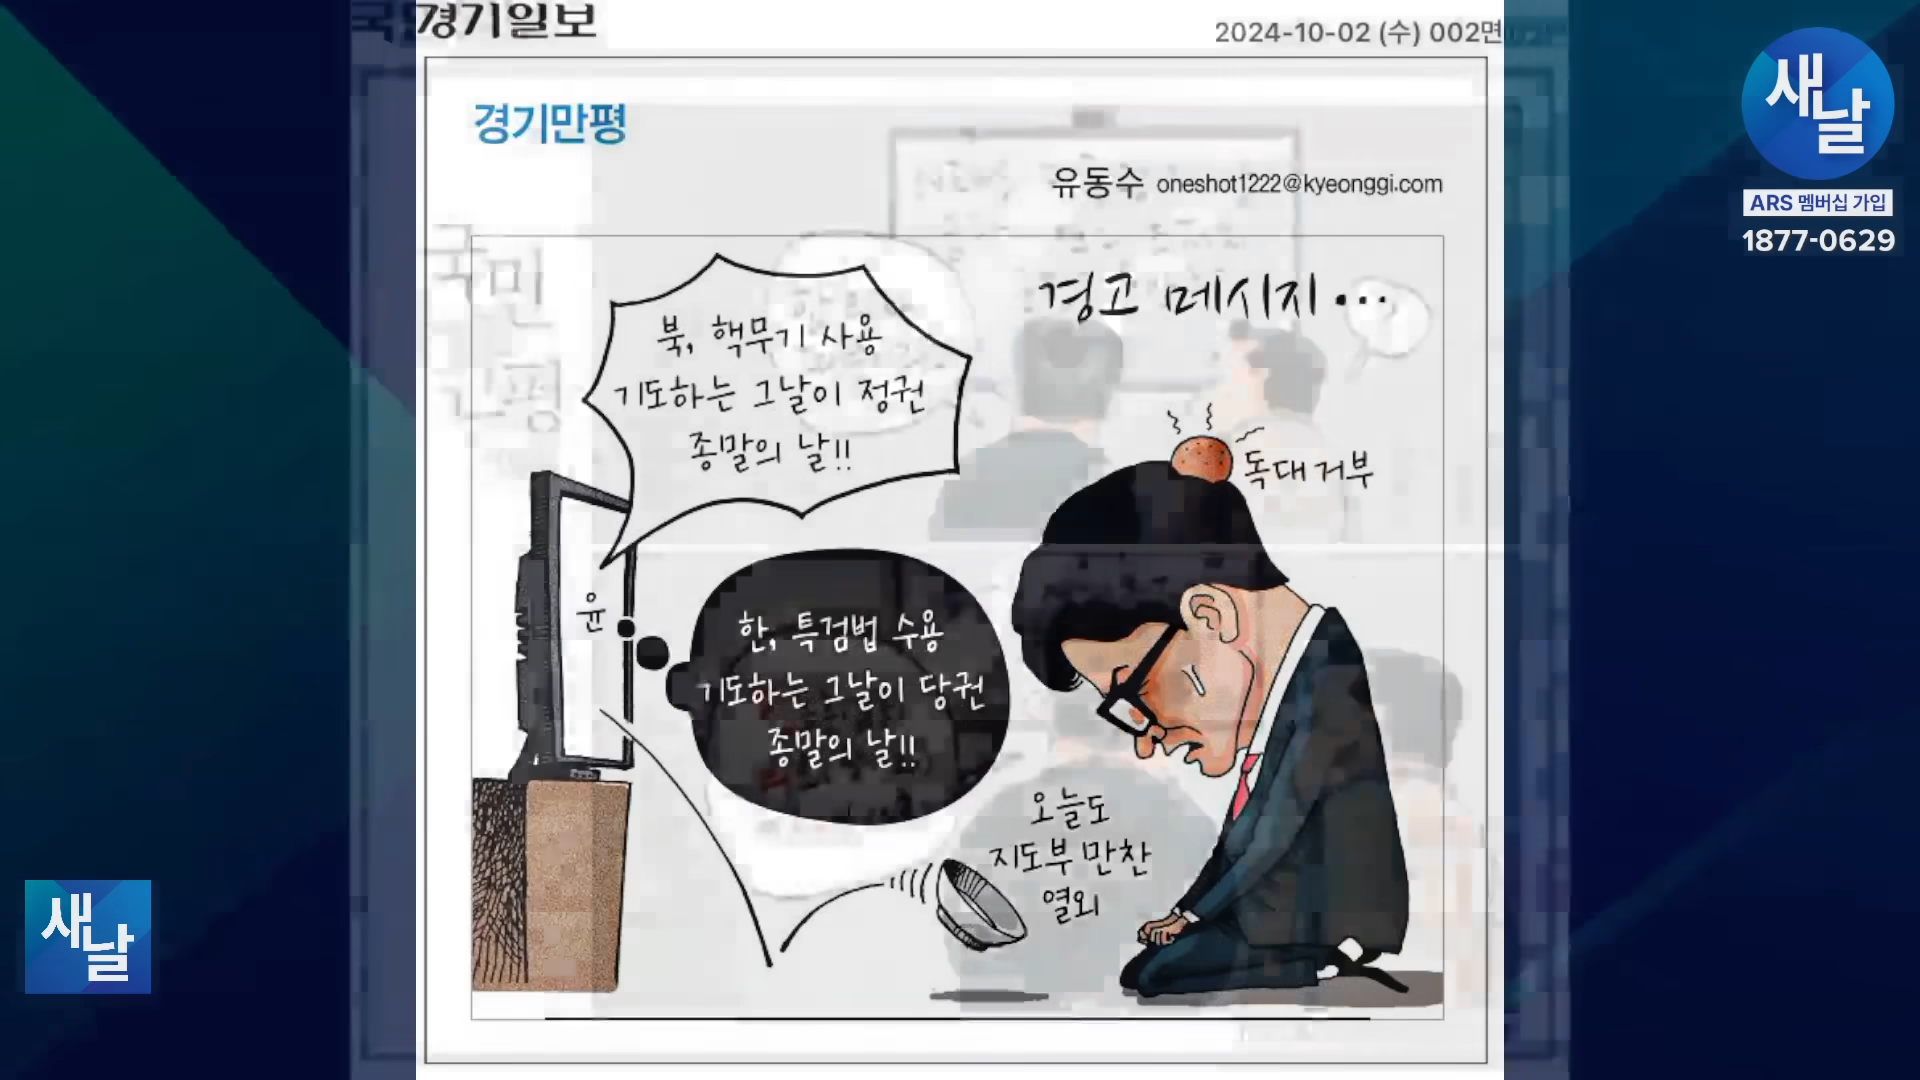 경기일보
2024-10-02 (수) 002면
경기만평
유동수 oneshot1222@kyeonggi.com
경고 메시지...
북, 핵무기 사용
기도하는 그날이 정권
종말의 날!!
독대 거부
윤
한, 특검법 수용
기도하는 그날이 당권
종말의 날!!
오늘도
지도부 만찬
열외
새날
ARS 멤버십 가입
1877-0629
새날
국민
만평